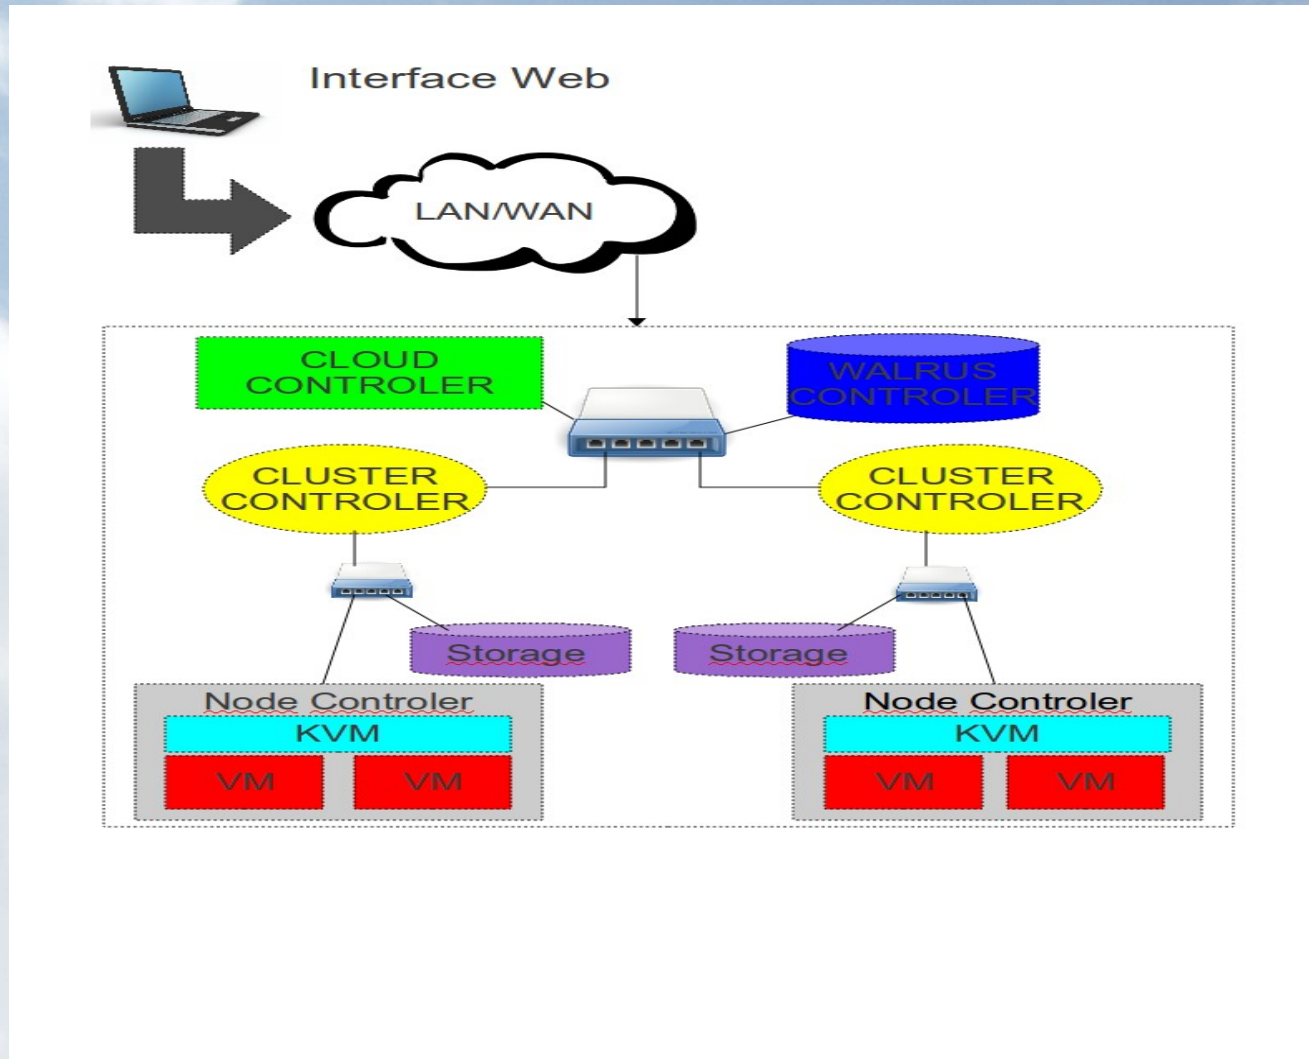 Interface Web
LAN/WAN
CLOUD
CONTROLER
WALRUS
CONTROLER
CLUSTER
CONTROLER
CLUSTER
CONTROLER
Storage
Storage
Node Controler
KVM
VM
VM
Node Controler
KVM
VM
VM